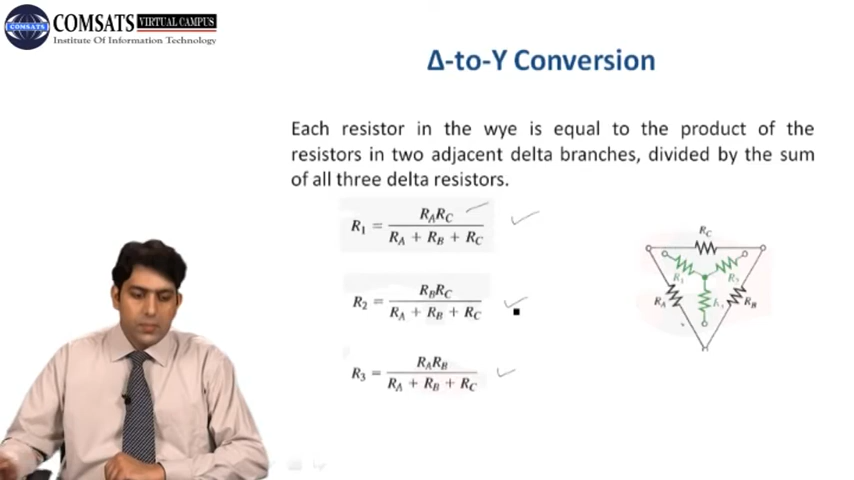 COMSATS VIRTUAL CAMPUS
COMSATS
Institute Of Information Technology
Δ-to-Y Conversion
Each resistor in the wye is equal to the product of the
resistors in two adjacent delta branches, divided by the sum
of all three delta resistors.
R₁ = RARC / RA + RB + RC
R₂ = RBRC / RA + RB + RC
R₃ = RARB / RA + RB + RC
RC
R₁
RA
RB